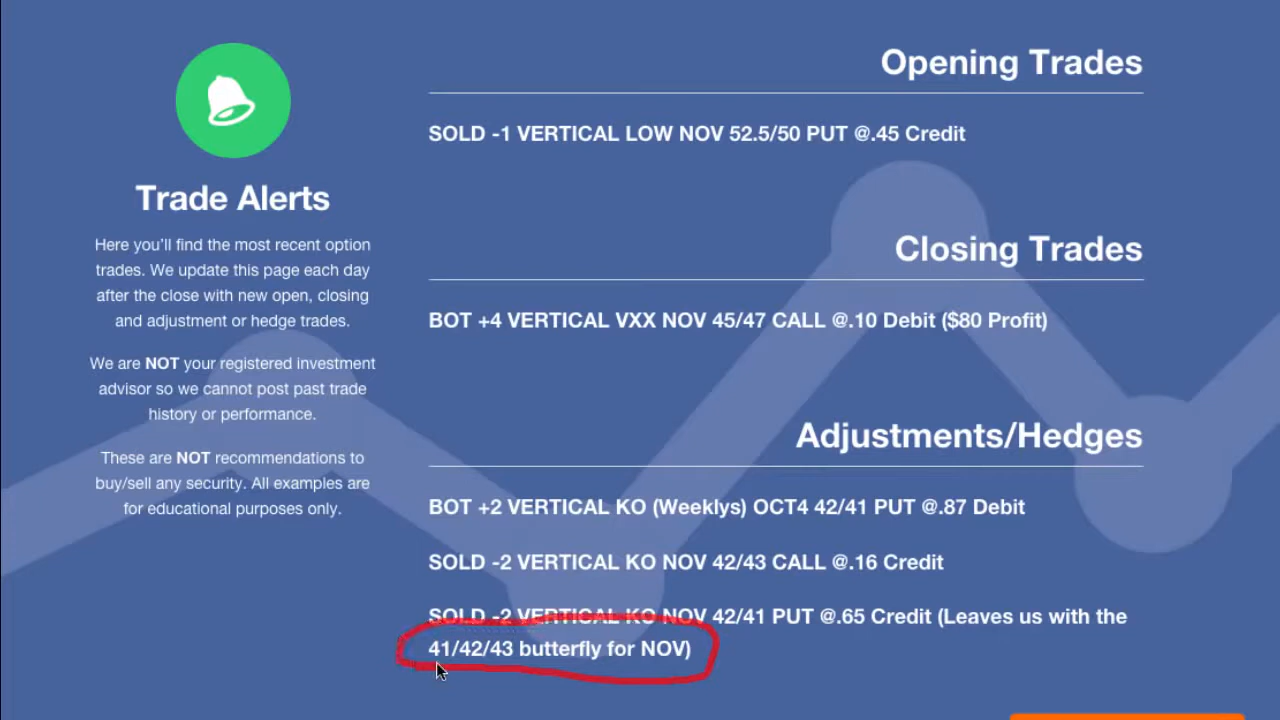 Trade Alerts
Here you’ll find the most recent option
trades. We update this page each day
after the close with new open, closing
and adjustment or hedge trades.
We are NOT your registered investment
advisor so we cannot post past trade
history or performance.
These are NOT recommendations to
buy/sell any security. All examples are
for educational purposes only.
Opening Trades
SOLD -1 VERTICAL LOW NOV 52.5/50 PUT @.45 Credit
Closing Trades
BOT +4 VERTICAL VXX NOV 45/47 CALL @.10 Debit ($80 Profit)
Adjustments/Hedges
BOT +2 VERTICAL KO (Weeklys) OCT4 42/41 PUT @.87 Debit
SOLD -2 VERTICAL KO NOV 42/43 CALL @.16 Credit
SOLD -2 VERTICAL KO NOV 42/41 PUT @.65 Credit (Leaves us with the
41/42/43 butterfly for NOV)